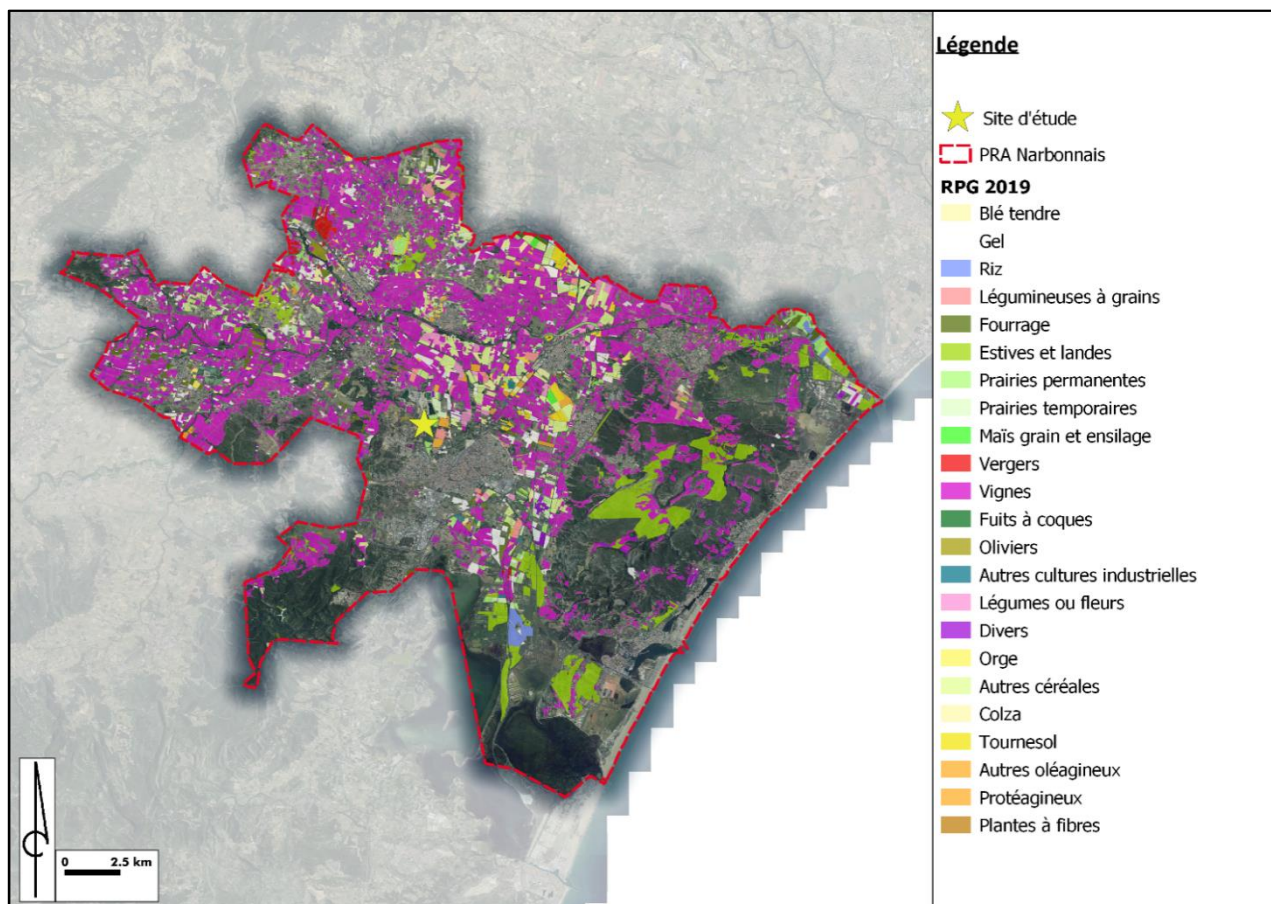 Légende
Site d'étude
PRA Narbonnais
RPG 2019
Blé tendre
Gel
Riz
Légumineuses à grains
Fourrage
Estives et landes
Prairies permanentes
Prairies temporaires
Maïs grain et ensilage
Vergers
Vignes
Fuits à coques
Oliviers
Autres cultures industrielles
Légumes ou fleurs
Divers
Orge
Autres céréales
Colza
Tournesol
Autres oléagineux
Protéagineux
Plantes à fibres
0 2.5 km